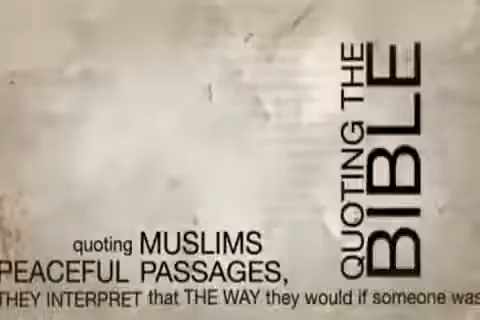 quoting MUSLIMS
PEACEFUL PASSAGES,
THEY INTERPRET that THE WAY they would if someone was
QUOTING THE
BIBLE